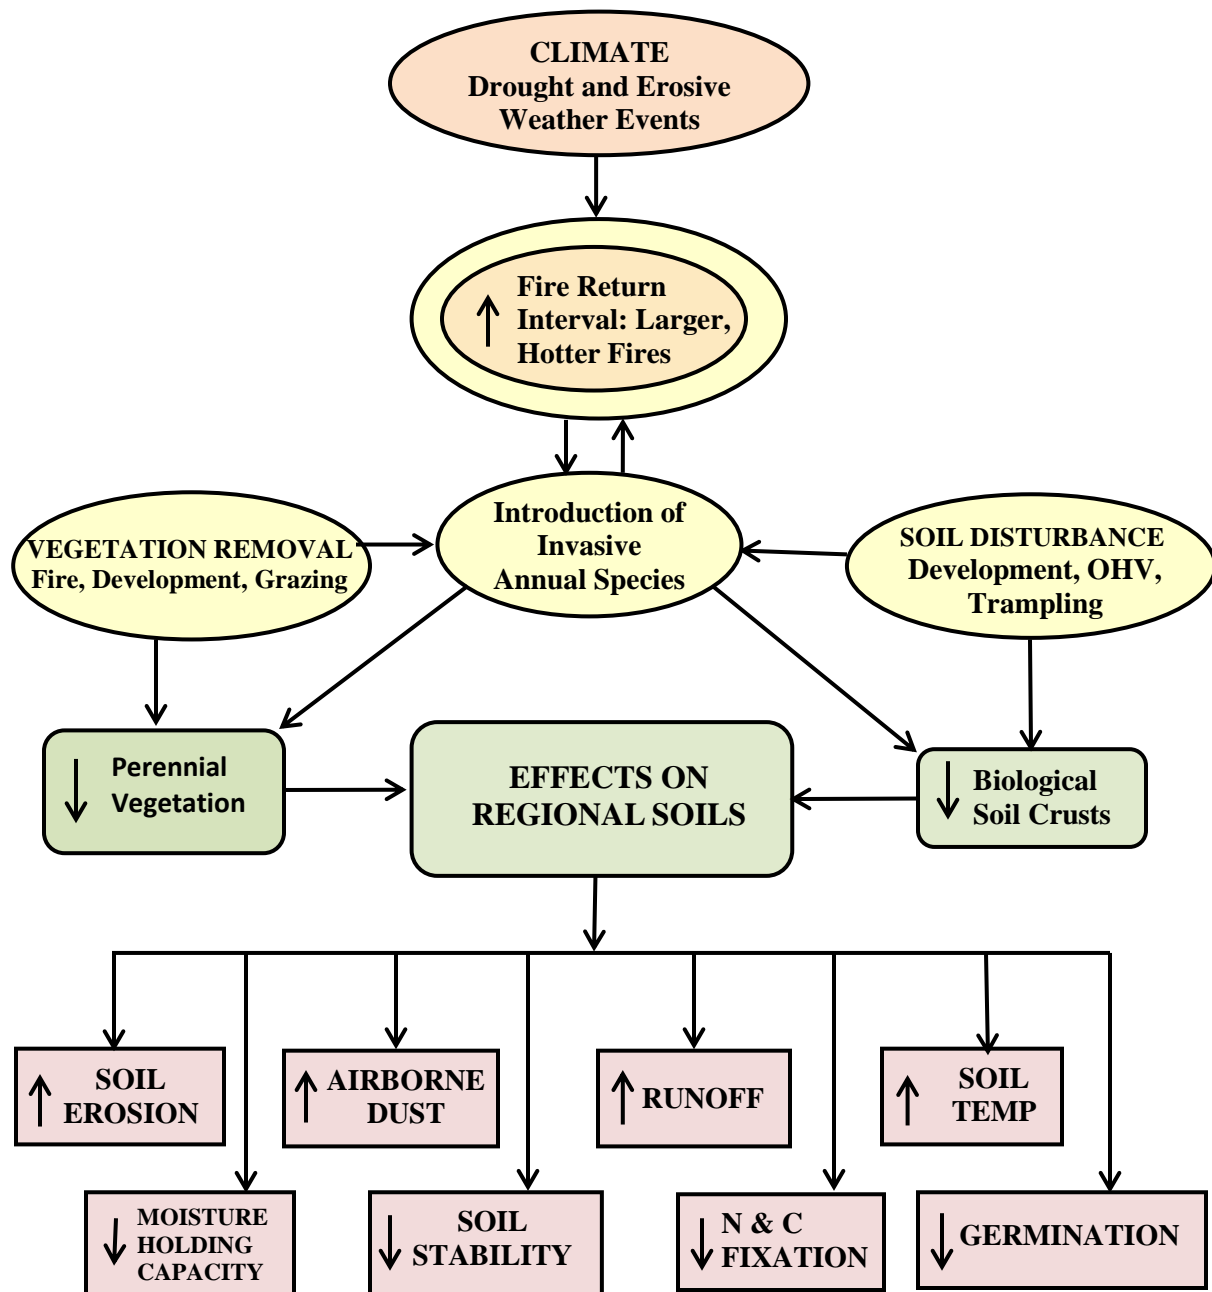 CLIMATE
Drought and Erosive
Weather Events
Fire Return
Interval: Larger,
Hotter Fires
Introduction of
Invasive
Annual Species
VEGETATION REMOVAL
Fire, Development, Grazing
SOIL DISTURBANCE
Development, OHV,
Trampling
Perennial
Vegetation
EFFECTS ON
REGIONAL SOILS
Biological
Soil Crusts
SOIL
EROSION
AIRBORNE
DUST
RUNOFF
SOIL
TEMP
MOISTURE
HOLDING
CAPACITY
SOIL
STABILITY
N & C
FIXATION
GERMINATION